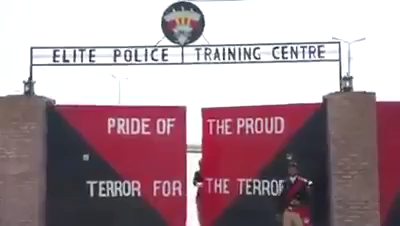 ELITE POLICE TRAINING CENTRE
PRIDE OF THE PROUD
TERROR FOR THE TERROR